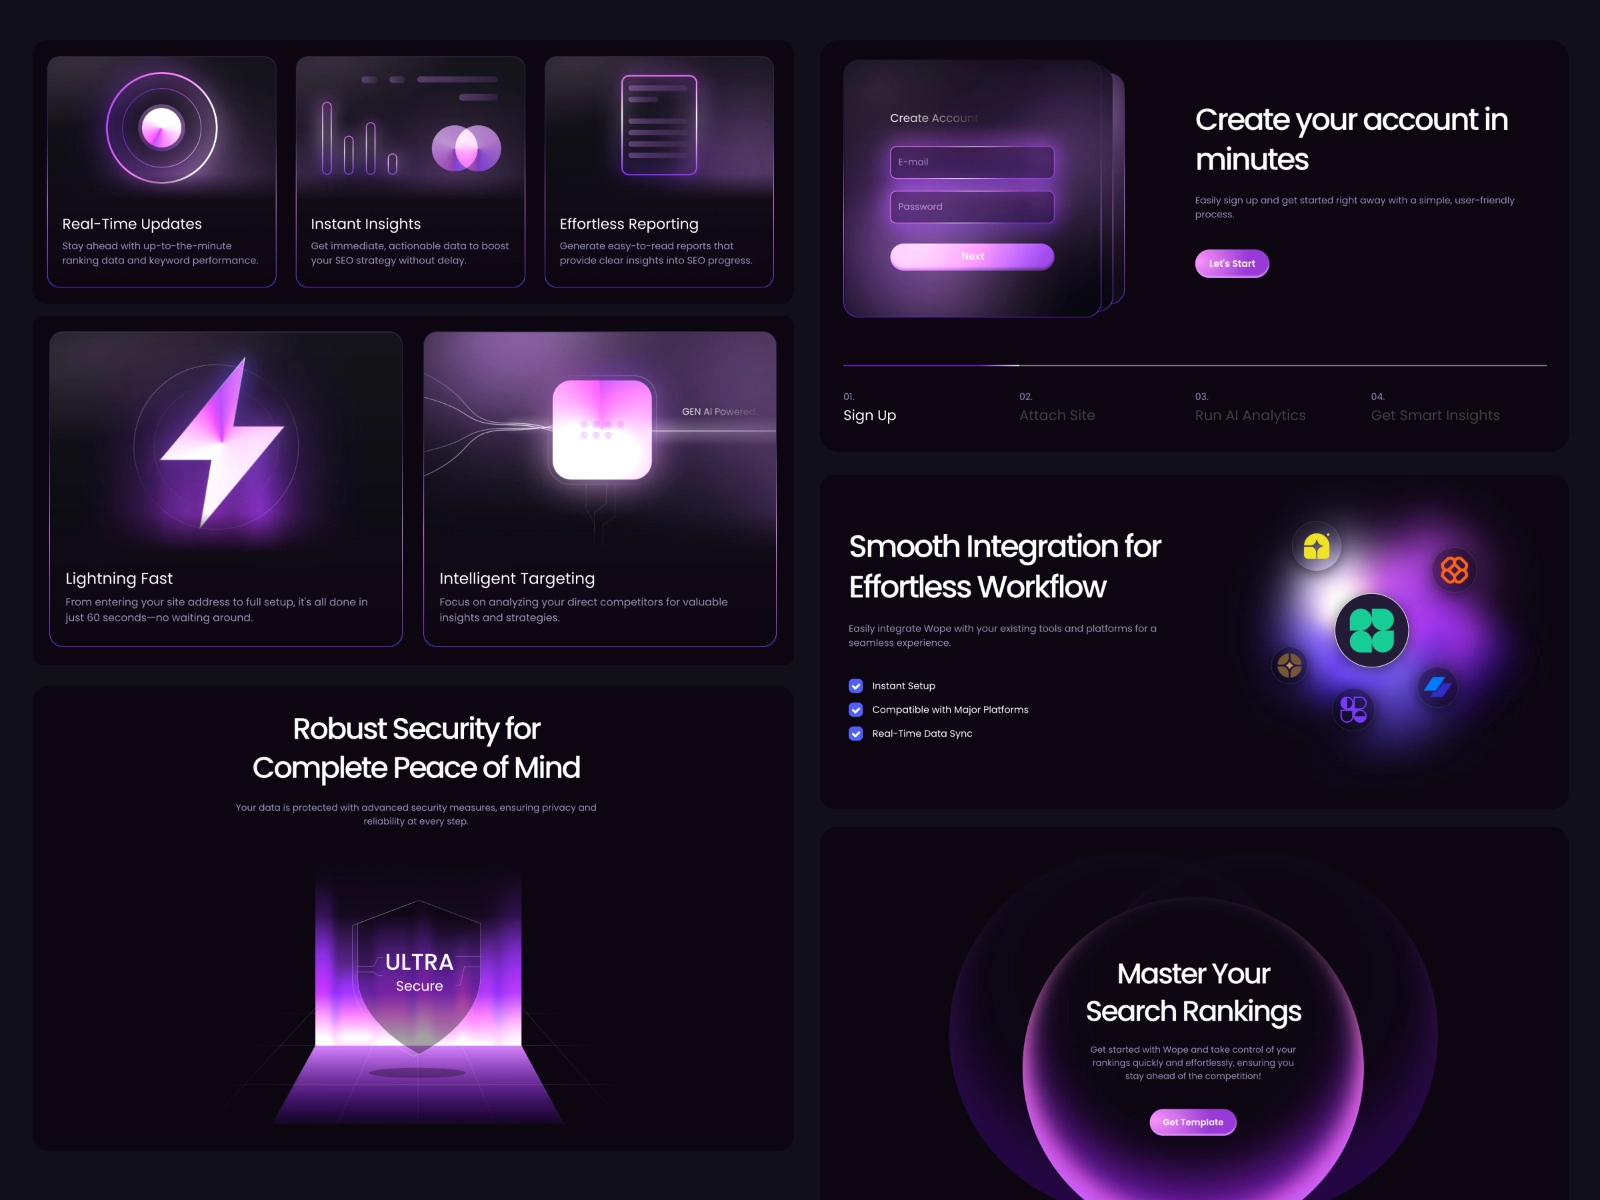 Real-Time Updates
Stay ahead with up-to-the-minute
ranking data and keyword performance.
Instant Insights
Get immediate, actionable data to boost
your SEO strategy without delay.
Effortless Reporting
Generate easy-to-read reports that
provide clear insights into SEO progress.
Lightning Fast
From entering your site address to full setup, it's all done in
just 60 seconds—no waiting around.
GEN AI Powered
Intelligent Targeting
Focus on analyzing your direct competitors for valuable
insights and strategies.
Robust Security for
Complete Peace of Mind
Your data is protected with advanced security measures, ensuring privacy and
reliability at every step.
ULTRA
Secure
Create Account
E-mail
Password
Next
Create your account in
minutes
Easily sign up and get started right away with a simple, user-friendly
process.
Let's Start
01.
Sign Up
02.
Attach Site
03.
Run AI Analytics
04.
Get Smart Insights
Smooth Integration for
Effortless Workflow
Easily integrate Wope with your existing tools and platforms for a
seamless experience.
Instant Setup
Compatible with Major Platforms
Real-Time Data Sync
Master Your
Search Rankings
Get started with Wope and take control of your
rankings quickly and effortlessly, ensuring you
stay ahead of the competition!
Get Template